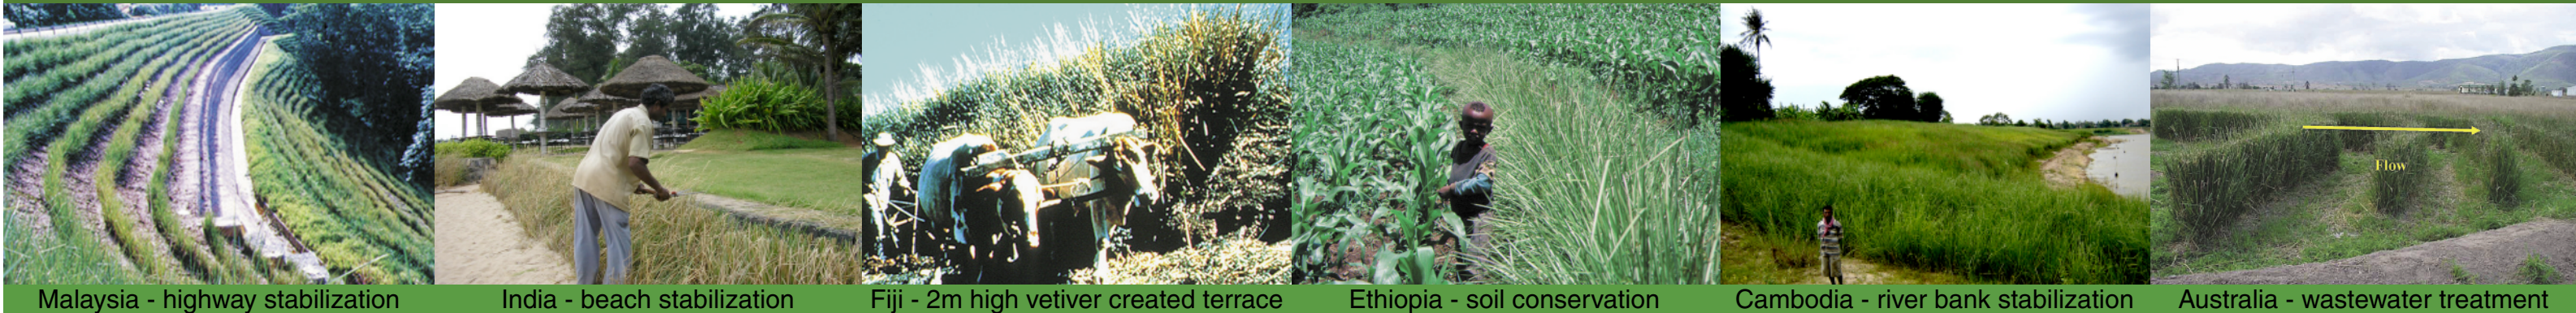 Flow
Malaysia - highway stabilization
India - beach stabilization
Fiji - 2m high vetiver created terrace
Ethiopia - soil conservation
Cambodia - river bank stabilization
Australia - wastewater treatment